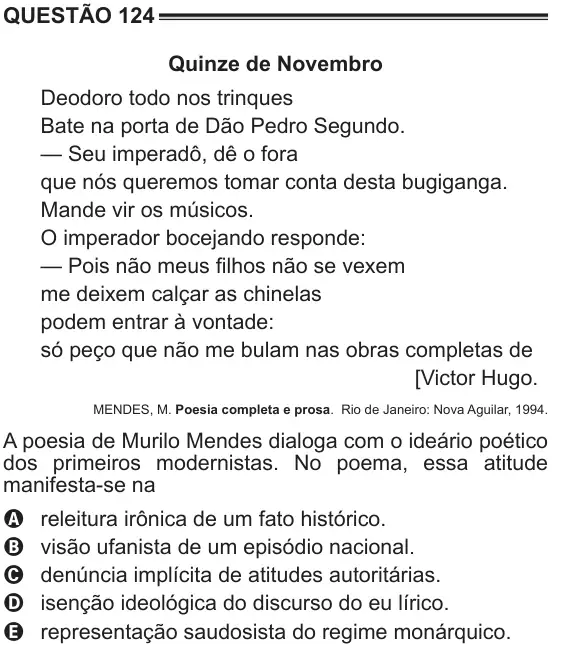 QUESTÃO 124
Quinze de Novembro
Deodoro todo nos trinques
Bate na porta de Dão Pedro Segundo.
— Seu imperadô, dê o fora
que nós queremos tomar conta desta bugiganga.
Mande vir os músicos.
O imperador bocejando responde:
— Pois não meus filhos não se vexem
me deixem calçar as chinelas
podem entrar à vontade:
só peço que não me bulam nas obras completas de
[Victor Hugo.
MENDES, M. Poesia completa e prosa. Rio de Janeiro: Nova Aguilar, 1994.
A poesia de Murilo Mendes dialoga com o ideário poético
dos primeiros modernistas. No poema, essa atitude
manifesta-se na
A releitura irônica de um fato histórico.
B visão ufanista de um episódio nacional.
C denúncia implícita de atitudes autoritárias.
D isenção ideológica do discurso do eu lírico.
E representação saudosista do regime monárquico.